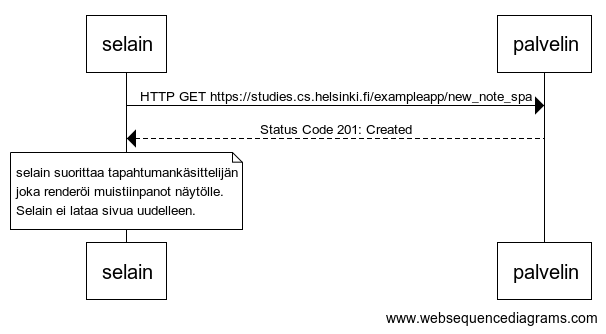 selain
palvelin
HTTP GET https://studies.cs.helsinki.fi/exampleapp/new_note_spa
Status Code 201: Created
selain suorittaa tapahtumankäsittelijän
joka renderöi muistiinpanot näytölle.
Selain ei lataa sivua uudelleen.
selain
palvelin
www.websequencediagrams.com